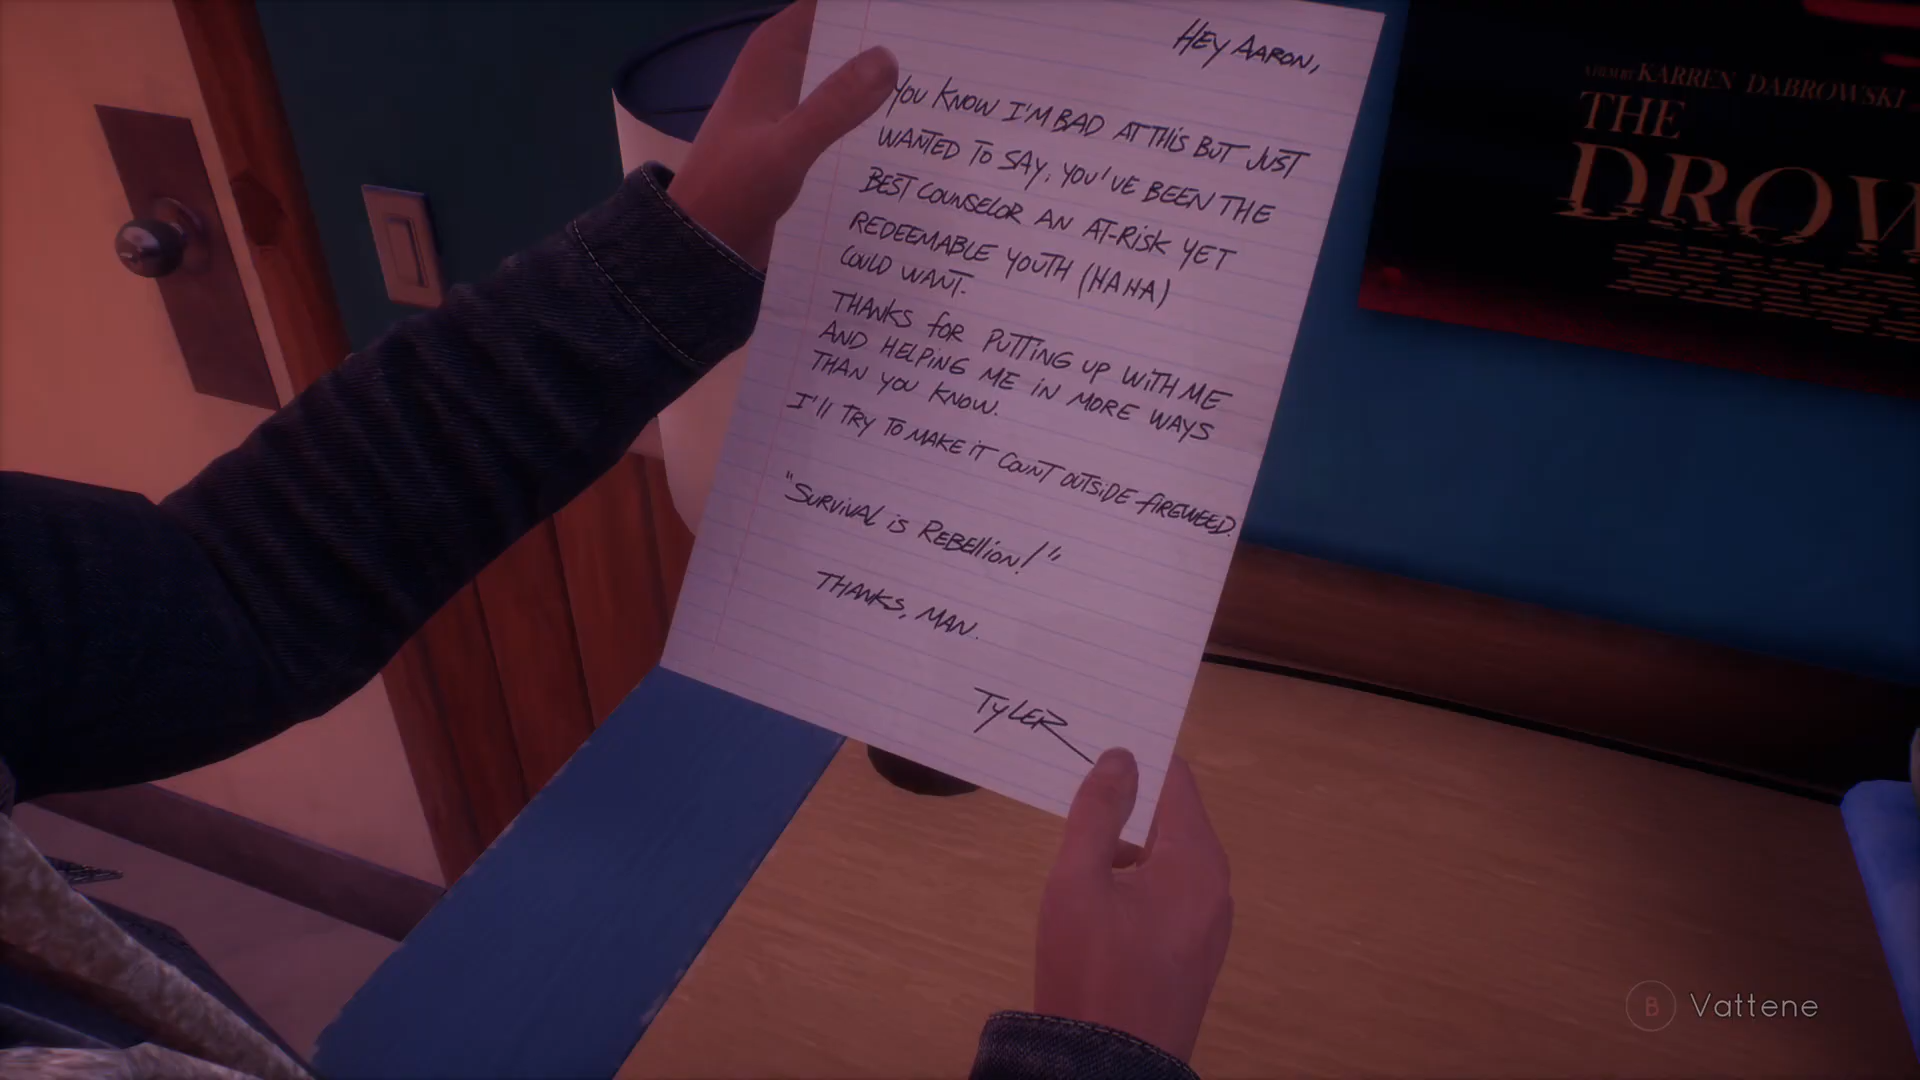 Hey Aaron,
You know I'm bad at this but just
wanted to say, you've been the
best counselor an at-risk yet
redeemable youth (haha)
could want.
Thanks for putting up with me
and helping me in more ways
than you know.
I'll try to make it count outside Fireweed.
"Survival is Rebellion!"
Thanks, man.
Tyler
KARREN DABROWSKI
THE
DROW
B Vattene